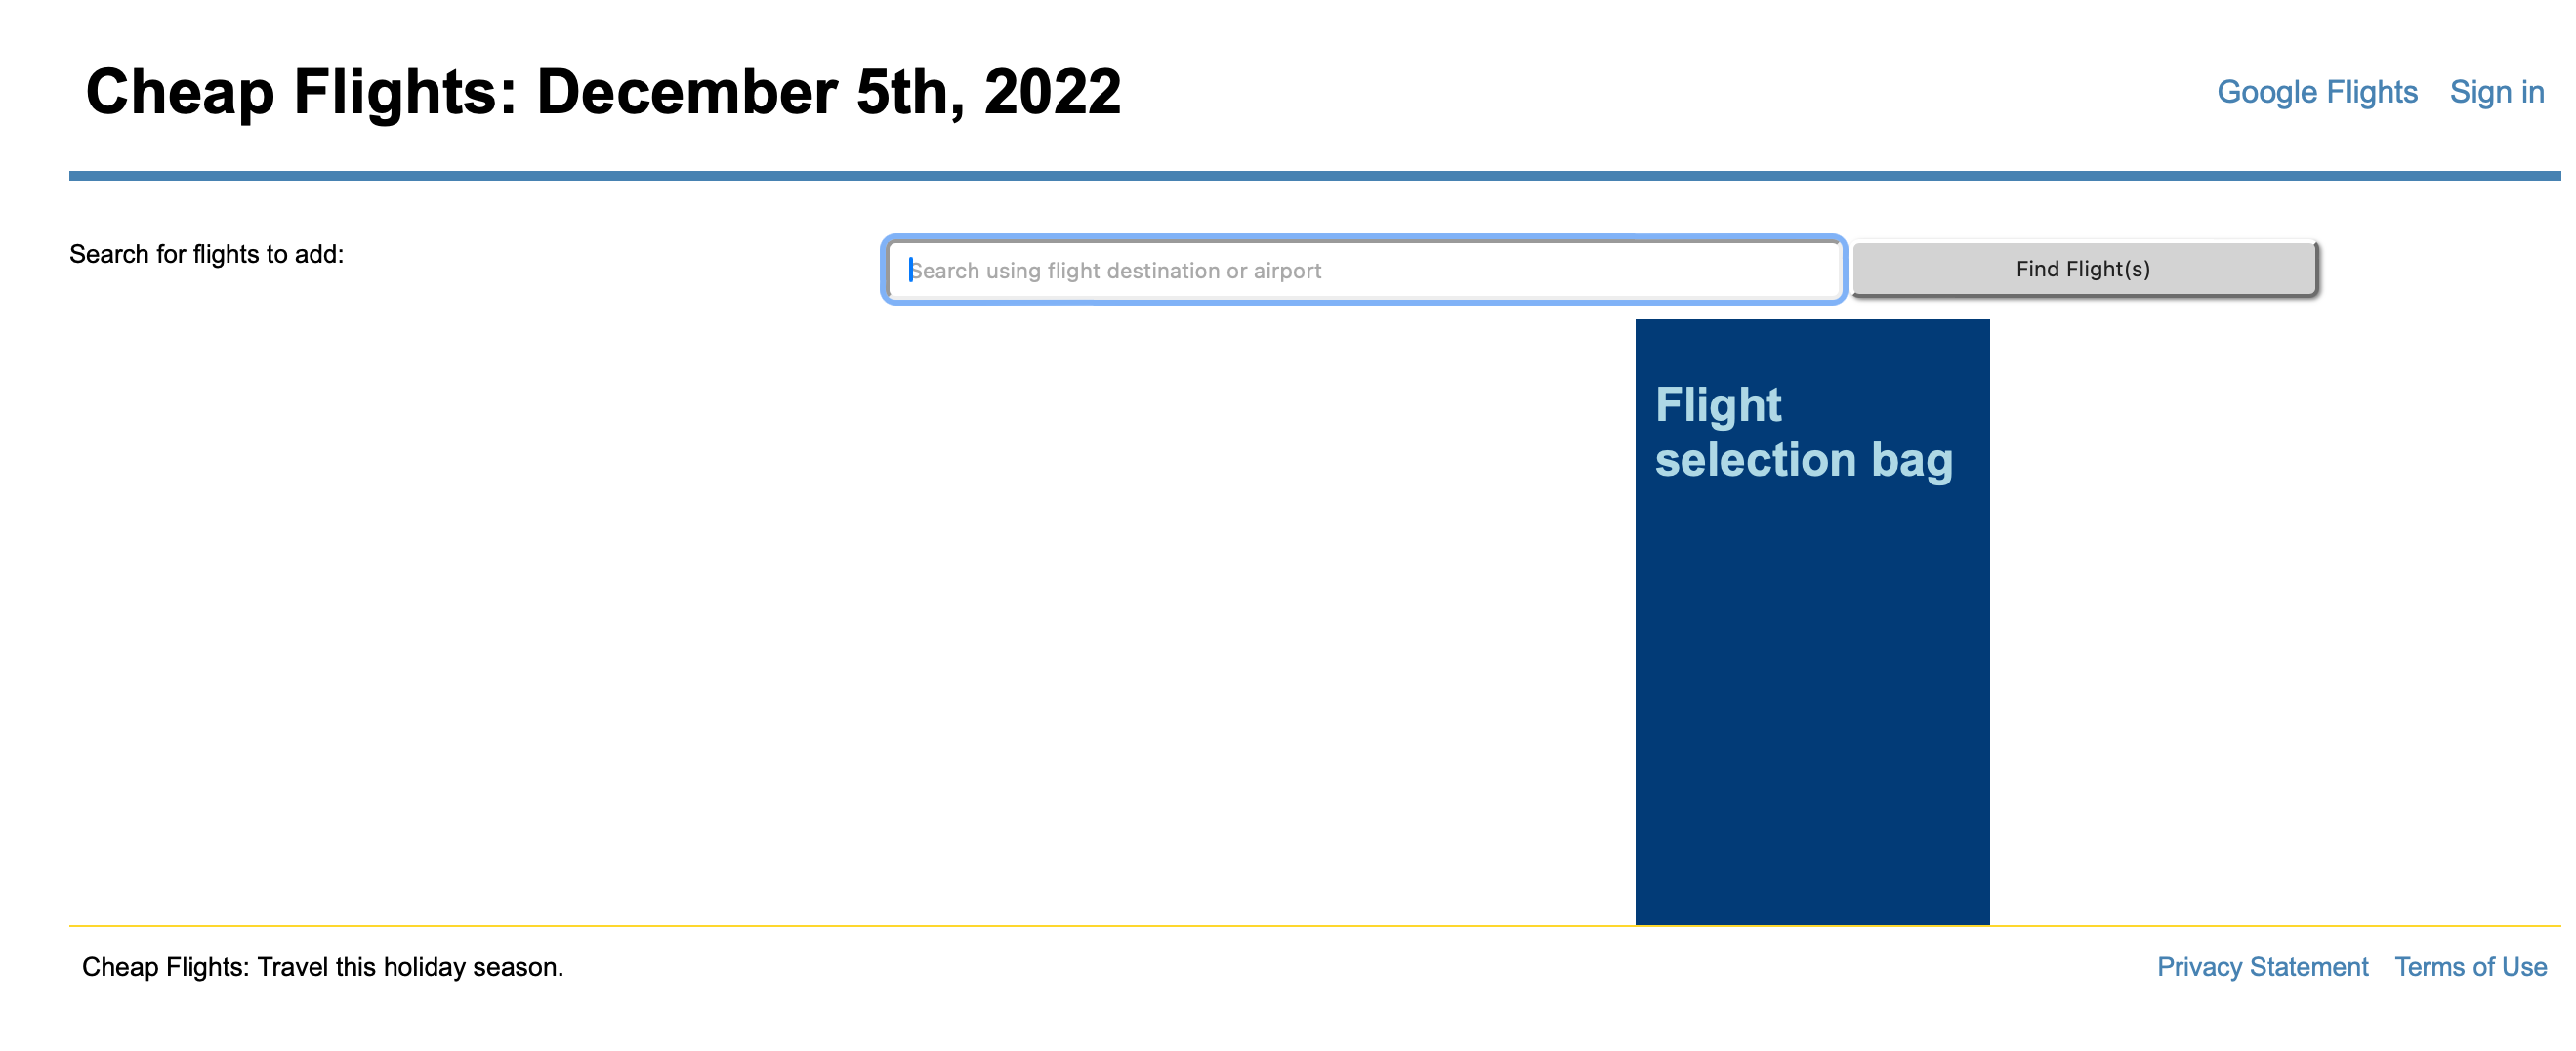 Cheap Flights: December 5th, 2022
Google Flights
Sign in
Search for flights to add:
Search using flight destination or airport
Find Flight(s)
Flight
selection bag
Cheap Flights: Travel this holiday season.
Privacy Statement
Terms of Use